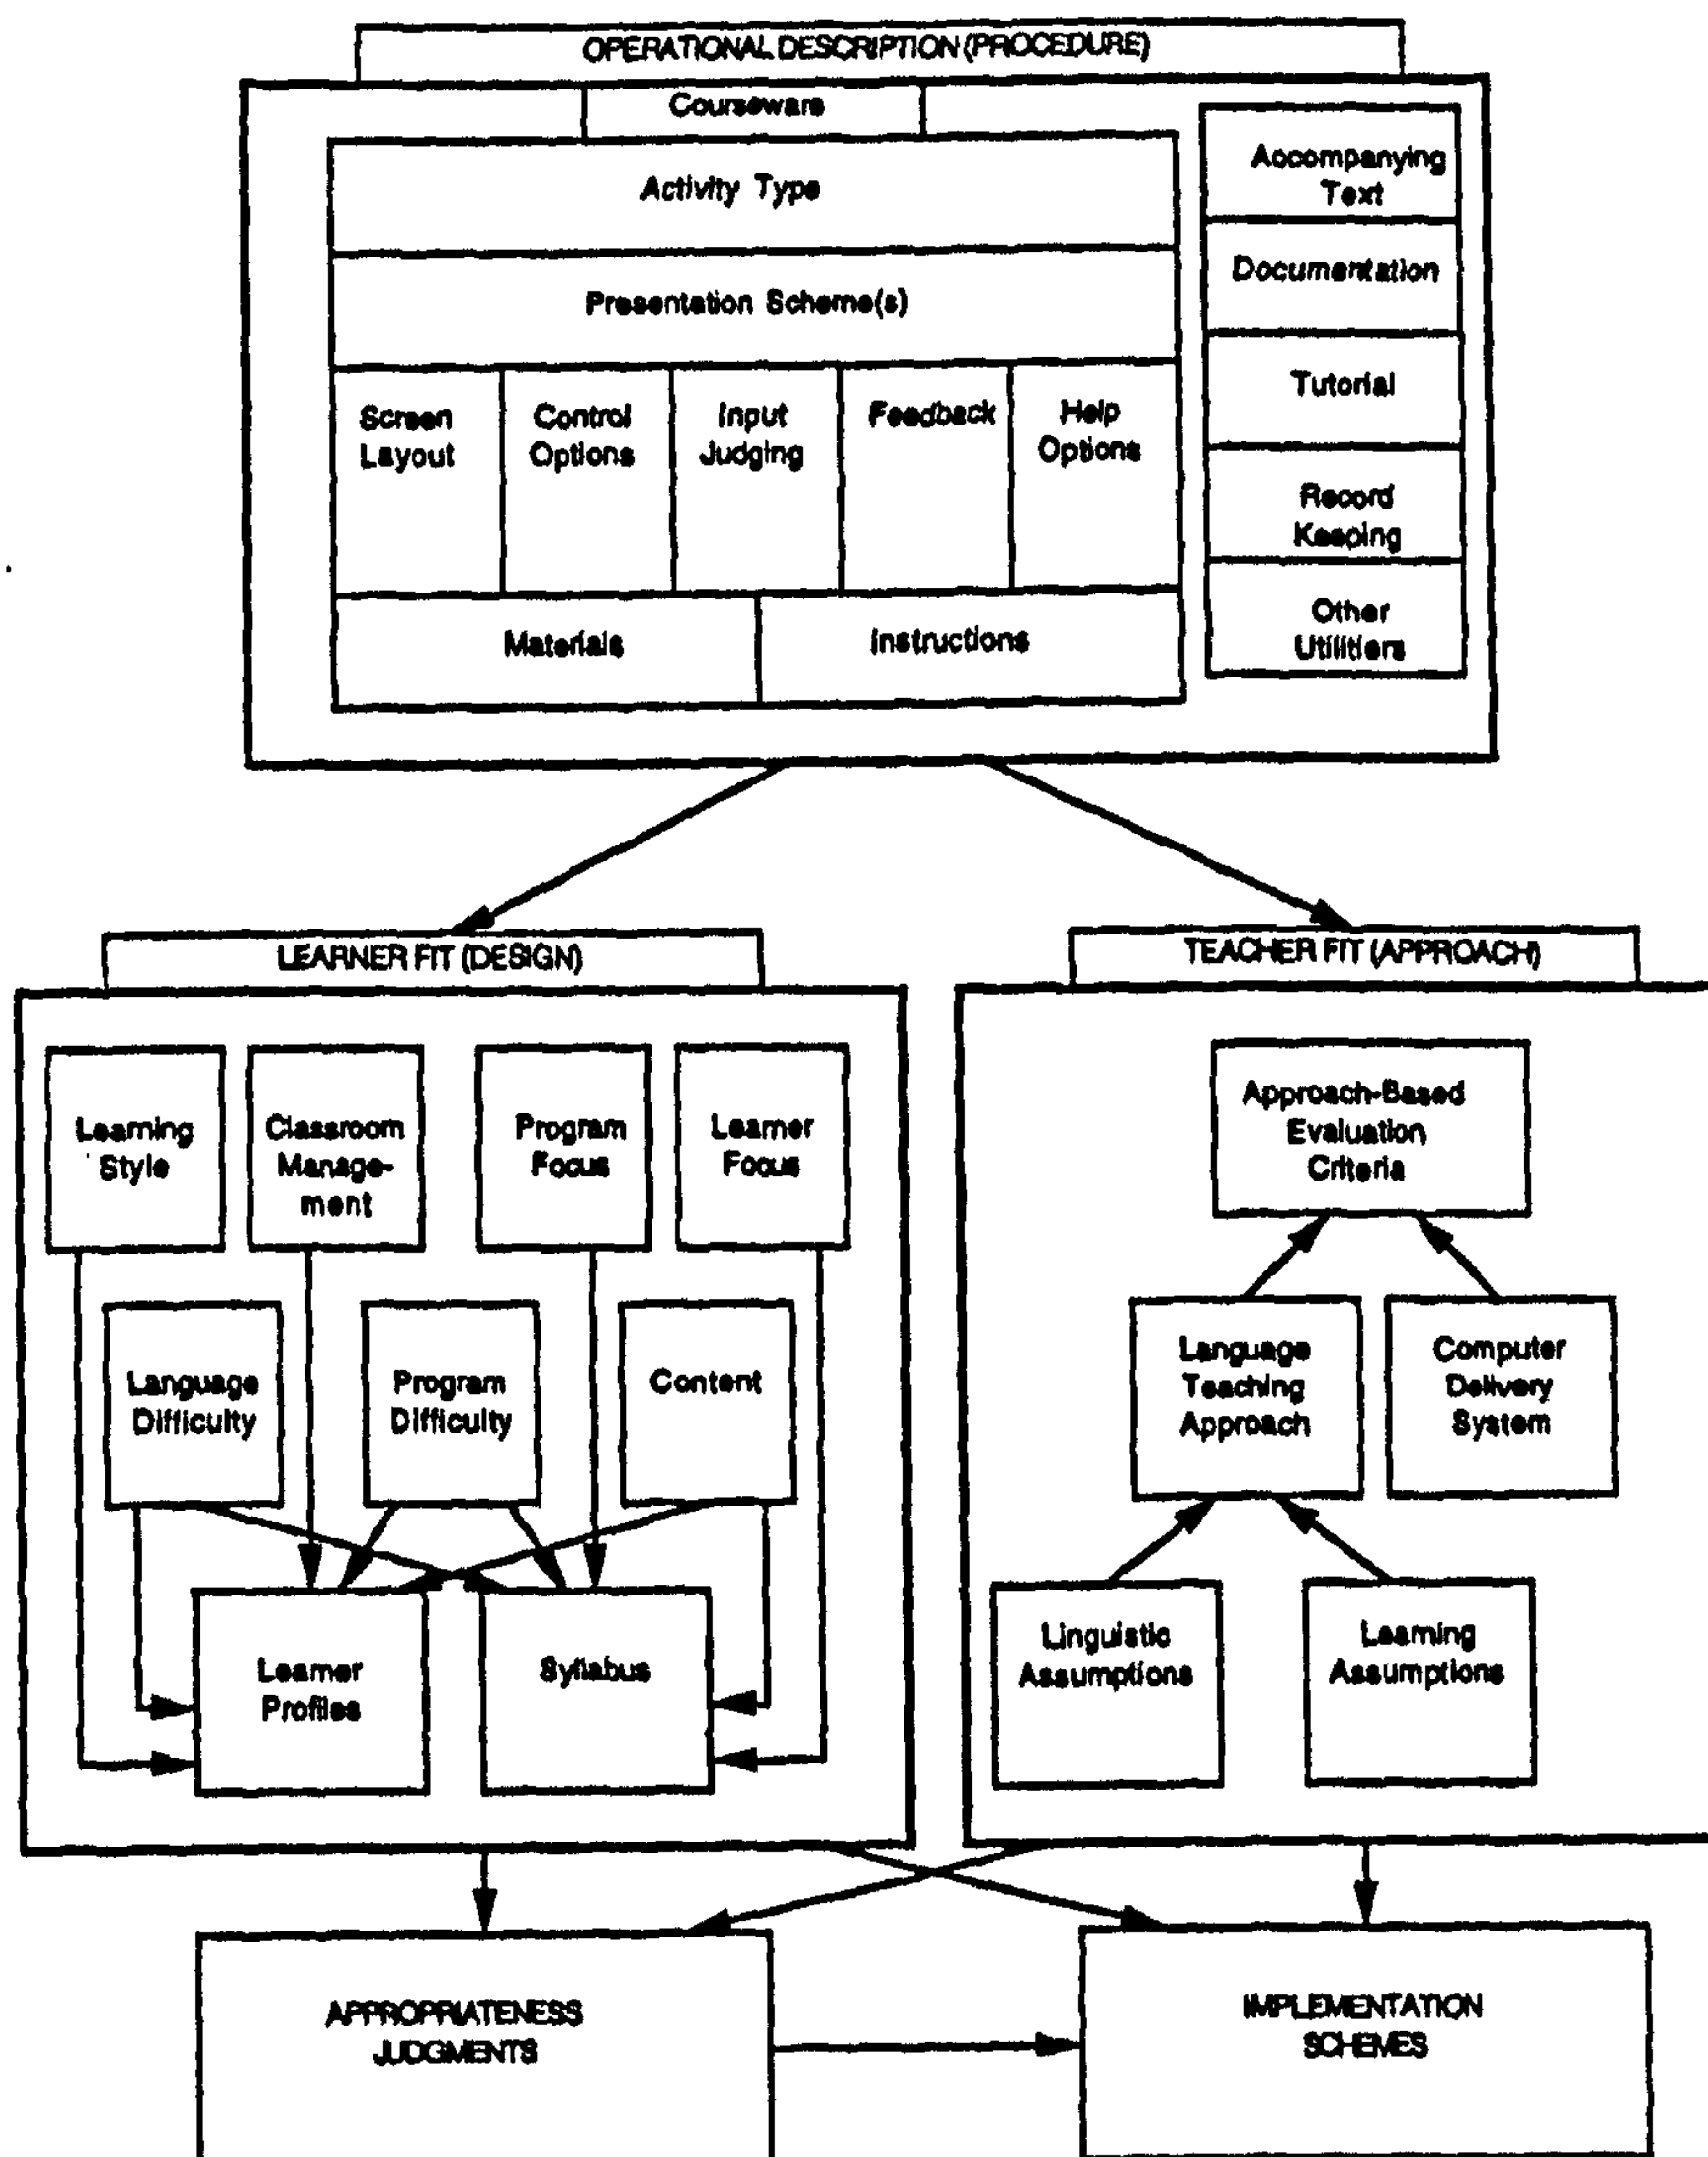 OPERATIONAL DESCRIPTION (PROCEDURE)
Courseware
Activity Type
Presentation Scheme(s)
Screen
Layout
Control
Options
Input
Judging
Feedback
Help
Options
Materials
Instructions
Accompanying
Text
Documentation
Tutorial
Record
Keeping
Other
Utilitiers
LEARNER FIT (DESIGN)
Learning
Style
Classroom
Manage-
ment
Program
Focus
Learner
Focus
Language
Difficulty
Program
Difficulty
Content
Learner
Profiles
Syllabus
TEACHER FIT (APPROACH)
Approach-Based
Evaluation
Criteria
Language
Teaching
Approach
Computer
Delivery
System
Linguistic
Assumptions
Learning
Assumptions
APPROPRIATENESS
JUDGMENTS
IMPLEMENTATION
SCHEMES